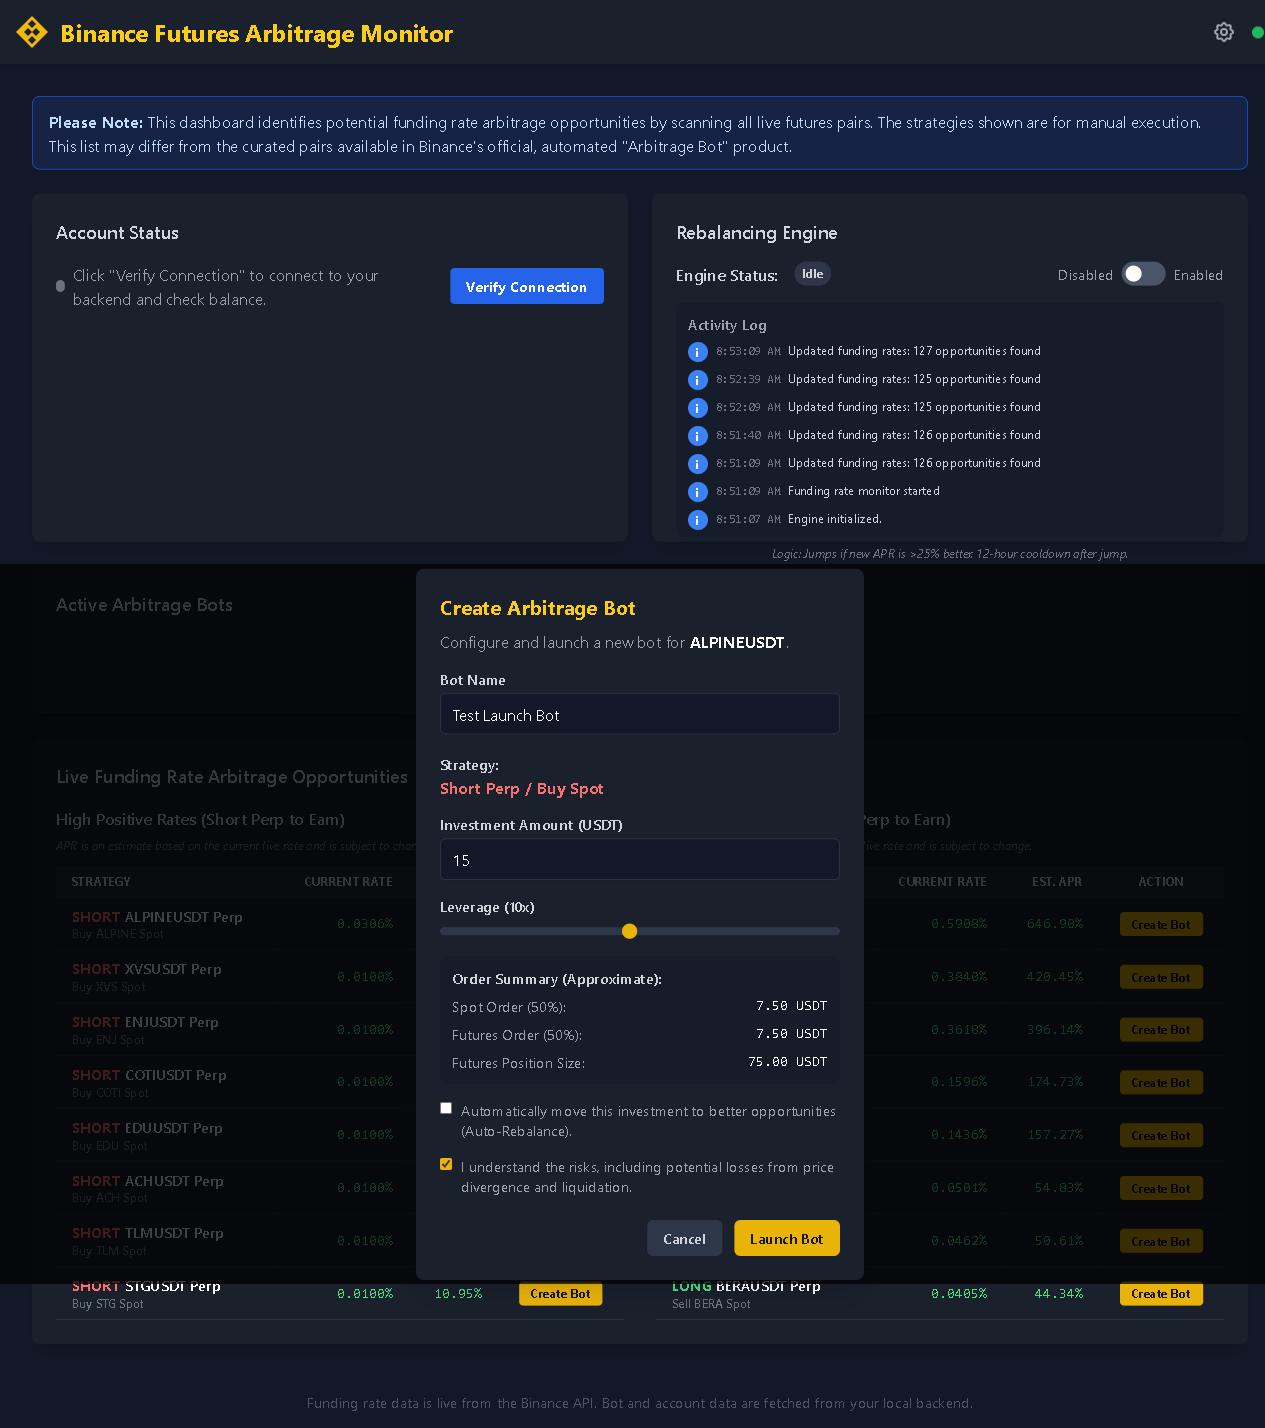 Binance Futures Arbitrage Monitor
Please Note: This dashboard identifies potential funding rate arbitrage opportunities by scanning all live futures pairs. The strategies shown are for manual execution.
This list may differ from the curated pairs available in Binance's official, automated "Arbitrage Bot" product.
Account Status
Click "Verify Connection" to connect to your
backend and check balance.
Verify Connection
Rebalancing Engine
Engine Status: Idle
Disabled Enabled
Activity Log
8:53:09 AM Updated funding rates: 127 opportunities found
8:52:39 AM Updated funding rates: 125 opportunities found
8:52:09 AM Updated funding rates: 125 opportunities found
8:51:40 AM Updated funding rates: 126 opportunities found
8:51:09 AM Updated funding rates: 126 opportunities found
8:51:09 AM Funding rate monitor started
8:51:07 AM Engine initialized.
Logic: Jumps if new APR is >25% better. 12-hour cooldown after jump.
Active Arbitrage Bots
Create Arbitrage Bot
Configure and launch a new bot for ALPINEUSDT.
Bot Name
Test Launch Bot
Strategy:
Short Perp / Buy Spot
Investment Amount (USDT)
15
Leverage (10x)
Order Summary (Approximate):
Spot Order (50%): 7.50 USDT
Futures Order (50%): 7.50 USDT
Futures Position Size: 75.00 USDT
Automatically move this investment to better opportunities
(Auto-Rebalance).
I understand the risks, including potential losses from price
divergence and liquidation.
Cancel Launch Bot
Live Funding Rate Arbitrage Opportunities
High Positive Rates (Short Perp to Earn)
APR is an estimate based on the current live rate and is subject to
STRATEGY CURRENT RATE
SHORT ALPINEUSDT Perp 0.0306%
Buy ALPINE Spot
SHORT XVSUSDT Perp 0.0100%
Buy XVS Spot
SHORT ENJUSDT Perp 0.0100%
Buy ENJ Spot
SHORT COTIUSDT Perp 0.0100%
Buy COTI Spot
SHORT EDUUSDT Perp 0.0100%
Buy EDU Spot
SHORT ACHUSDT Perp 0.0100%
Buy ACH Spot
SHORT TLMUSDT Perp 0.0100%
Buy TLM Spot
SHORT STGUSDT Perp 0.0100% 10.95% Create Bot
Buy STG Spot
Perp to Earn)
live rate and is subject to change.
CURRENT RATE EST. APR ACTION
0.5908% 646.90% Create Bot
0.3840% 420.45% Create Bot
0.3618% 396.14% Create Bot
0.1596% 174.73% Create Bot
0.1436% 157.27% Create Bot
0.0501% 54.83% Create Bot
0.0462% 50.61% Create Bot
LONG BERAUSDT Perp 0.0405% 44.34% Create Bot
Sell BERA Spot
Funding rate data is live from the Binance API. Bot and account data are fetched from your local backend.